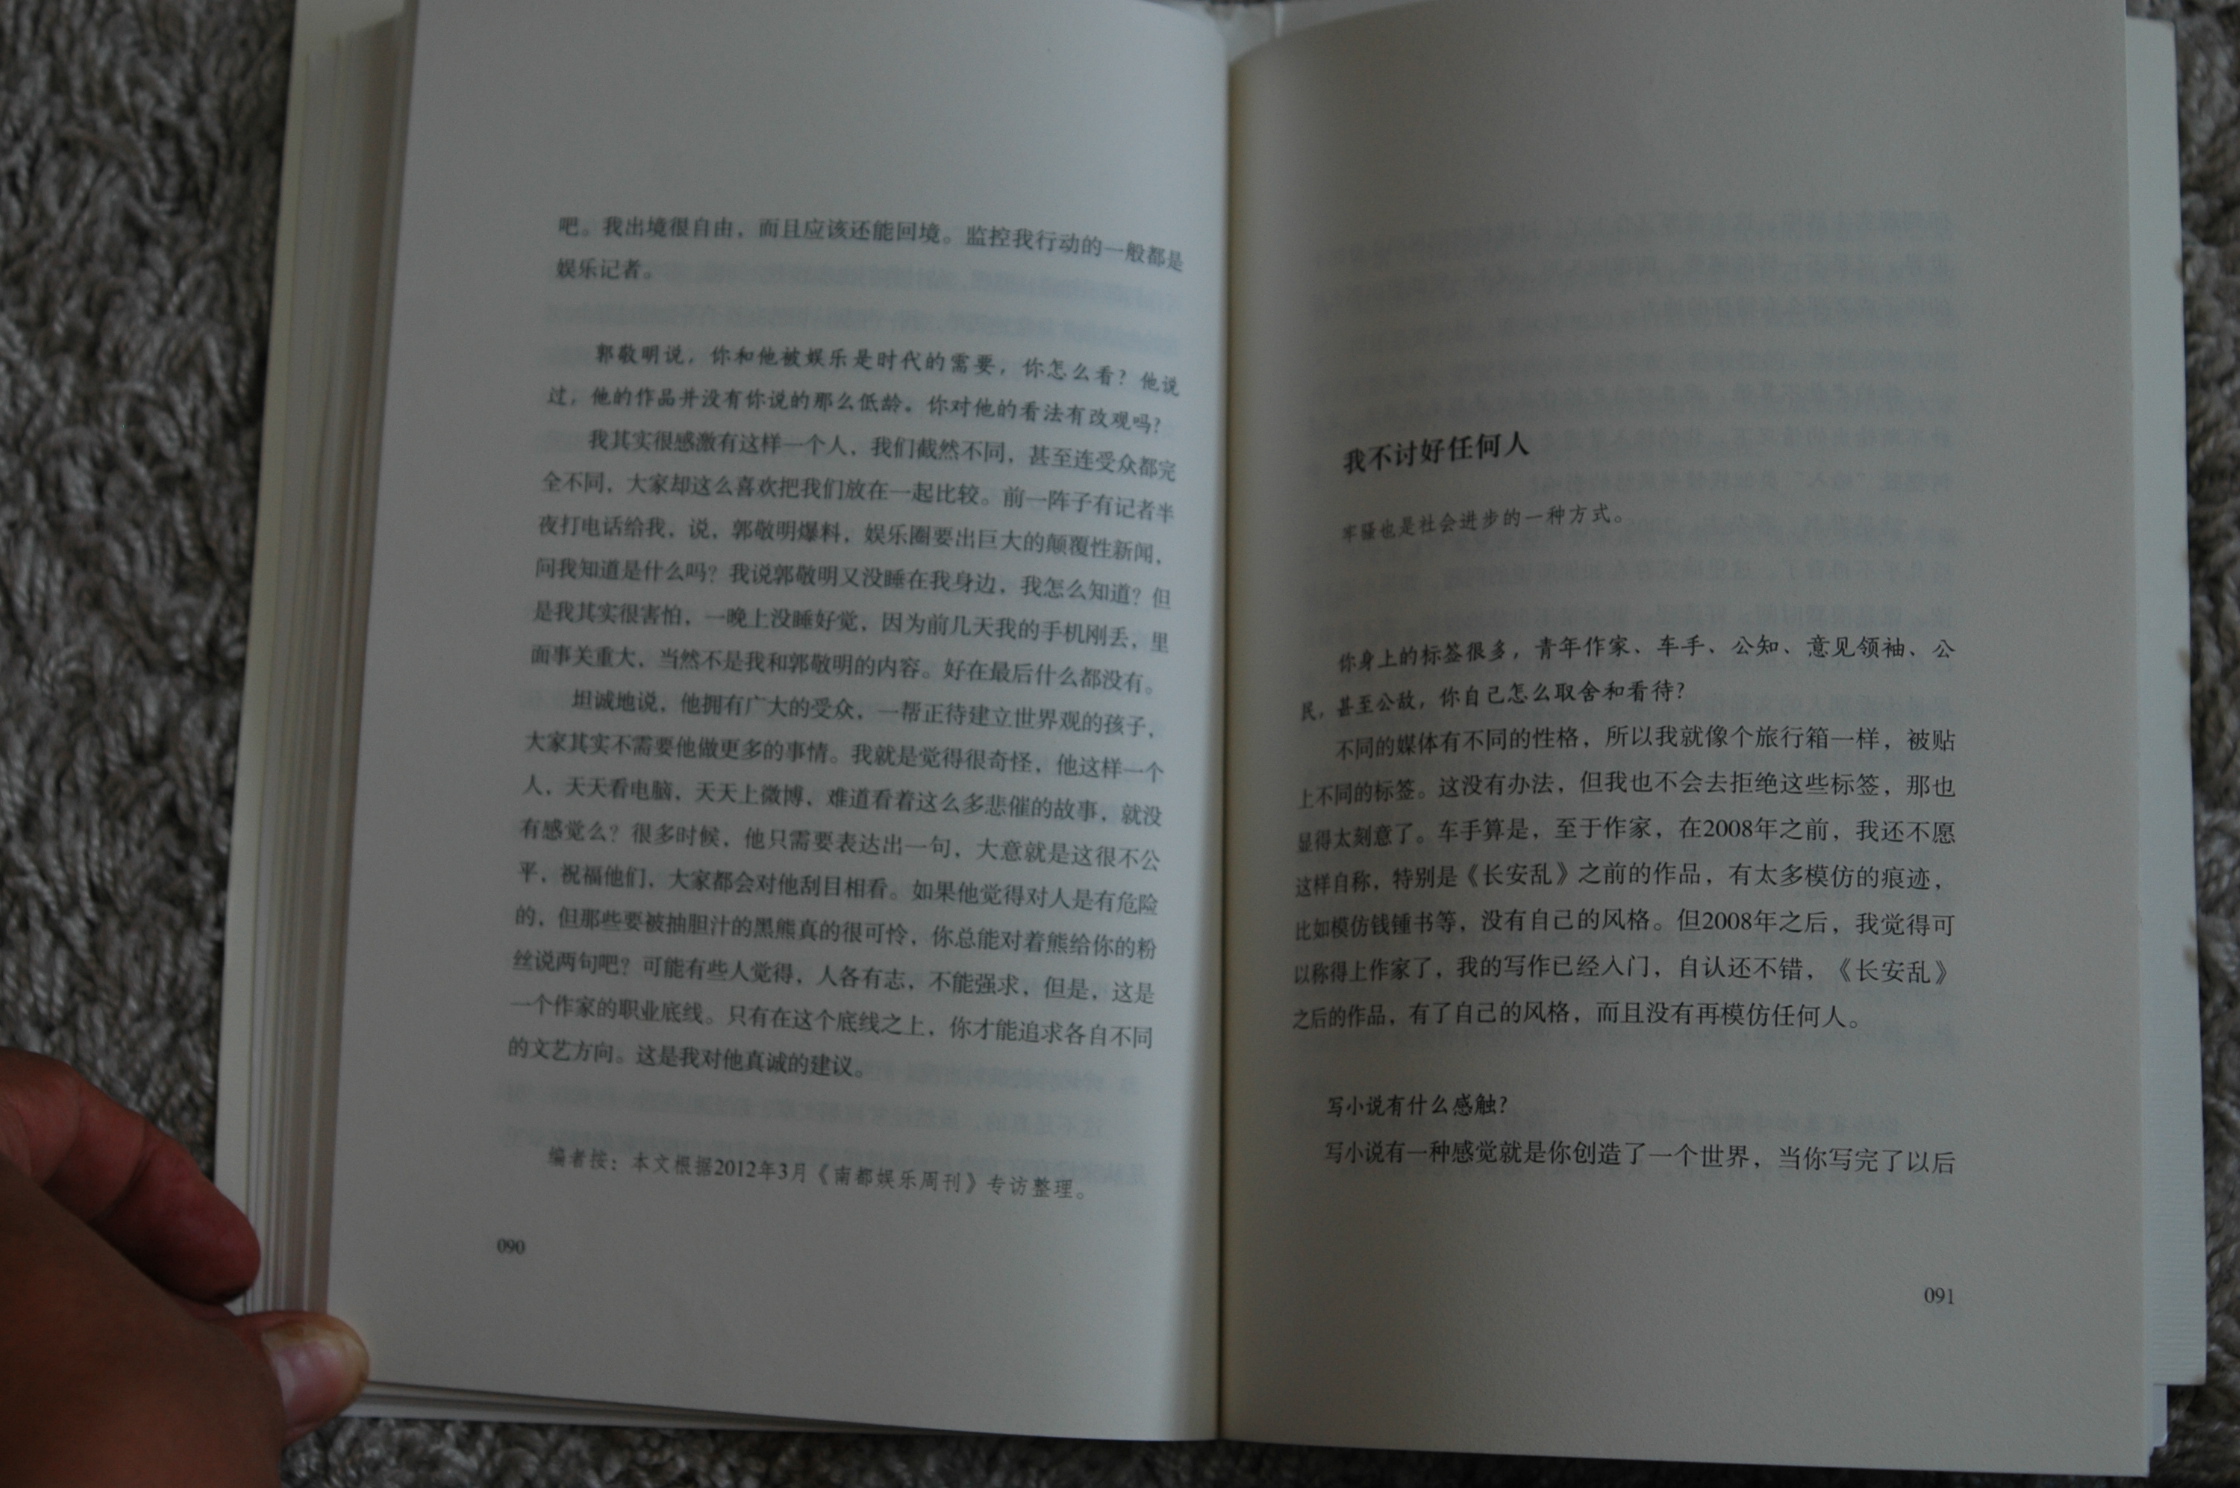 吧。我出境很自由，而且应该还能回境。监控我行动的一般都是
娱乐记者。
郭敬明说，你和他被娱乐是时代的需要，你怎么看？他说
过，他的作品并没有你说的那么低龄。你对他的看法有改观吗？
我其实很感激有这样一个人，我们截然不同，甚至连受众都完
全不同，大家却这么喜欢把我们放在一起比较。前一阵子有记者半
夜打电话给我，说，郭敬明爆料，娱乐圈要出巨大的颠覆性新闻，
问我知道是什么吗？我说郭敬明又没睡在我身边，我怎么知道？但
是我其实很害怕，一晚上没睡好觉，因为前几天我的手机刚丢，里
面事关重大，当然不是我和郭敬明的内容。好在最后什么都没有。
坦诚地说，他拥有广大的受众，一帮正待建立世界观的孩子，
大家其实不需要他做更多的事情。我就是觉得很奇怪，他这样一个
人，天天看电脑，天天上微博，难道看着这么多悲催的故事，就没
有感觉么？很多时候，他只需要表达出一句，大意就是这很不公
平，祝福他们，大家都会对他刮目相看。如果他觉得对人是有危险
的，但那些要被抽胆汁的黑熊真的很可怜，你总能对着熊给你的粉
丝说两句吧？可能有些人觉得，人各有志，不能强求，但是，这是
一个作家的职业底线。只有在这个底线之上，你才能追求各自不同
的文艺方向。这是我对他真诚的建议。
编者按：本文根据2012年3月《南都娱乐周刊》专访整理。
090
我不讨好任何人
牢骚也是社会进步的一种方式。
你身上的标签很多，青年作家、车手、公知、意见领袖、公
民，甚至公敌，你自己怎么取舍和看待？
不同的媒体有不同的性格，所以我就像个旅行箱一样，被贴
上不同的标签。这没有办法，但我也不会去拒绝这些标签，那也
显得太刻意了。车手算是，至于作家，在2008年之前，我还不愿
这样自称，特别是《长安乱》之前的作品，有太多模仿的痕迹，
比如模仿钱锺书等，没有自己的风格。但2008年之后，我觉得可
以称得上作家了，我的写作已经入门，自认还不错，《长安乱》
之后的作品，有了自己的风格，而且没有再模仿任何人。
写小说有什么感触？
写小说有一种感觉就是你创造了一个世界，当你写完了以后
091